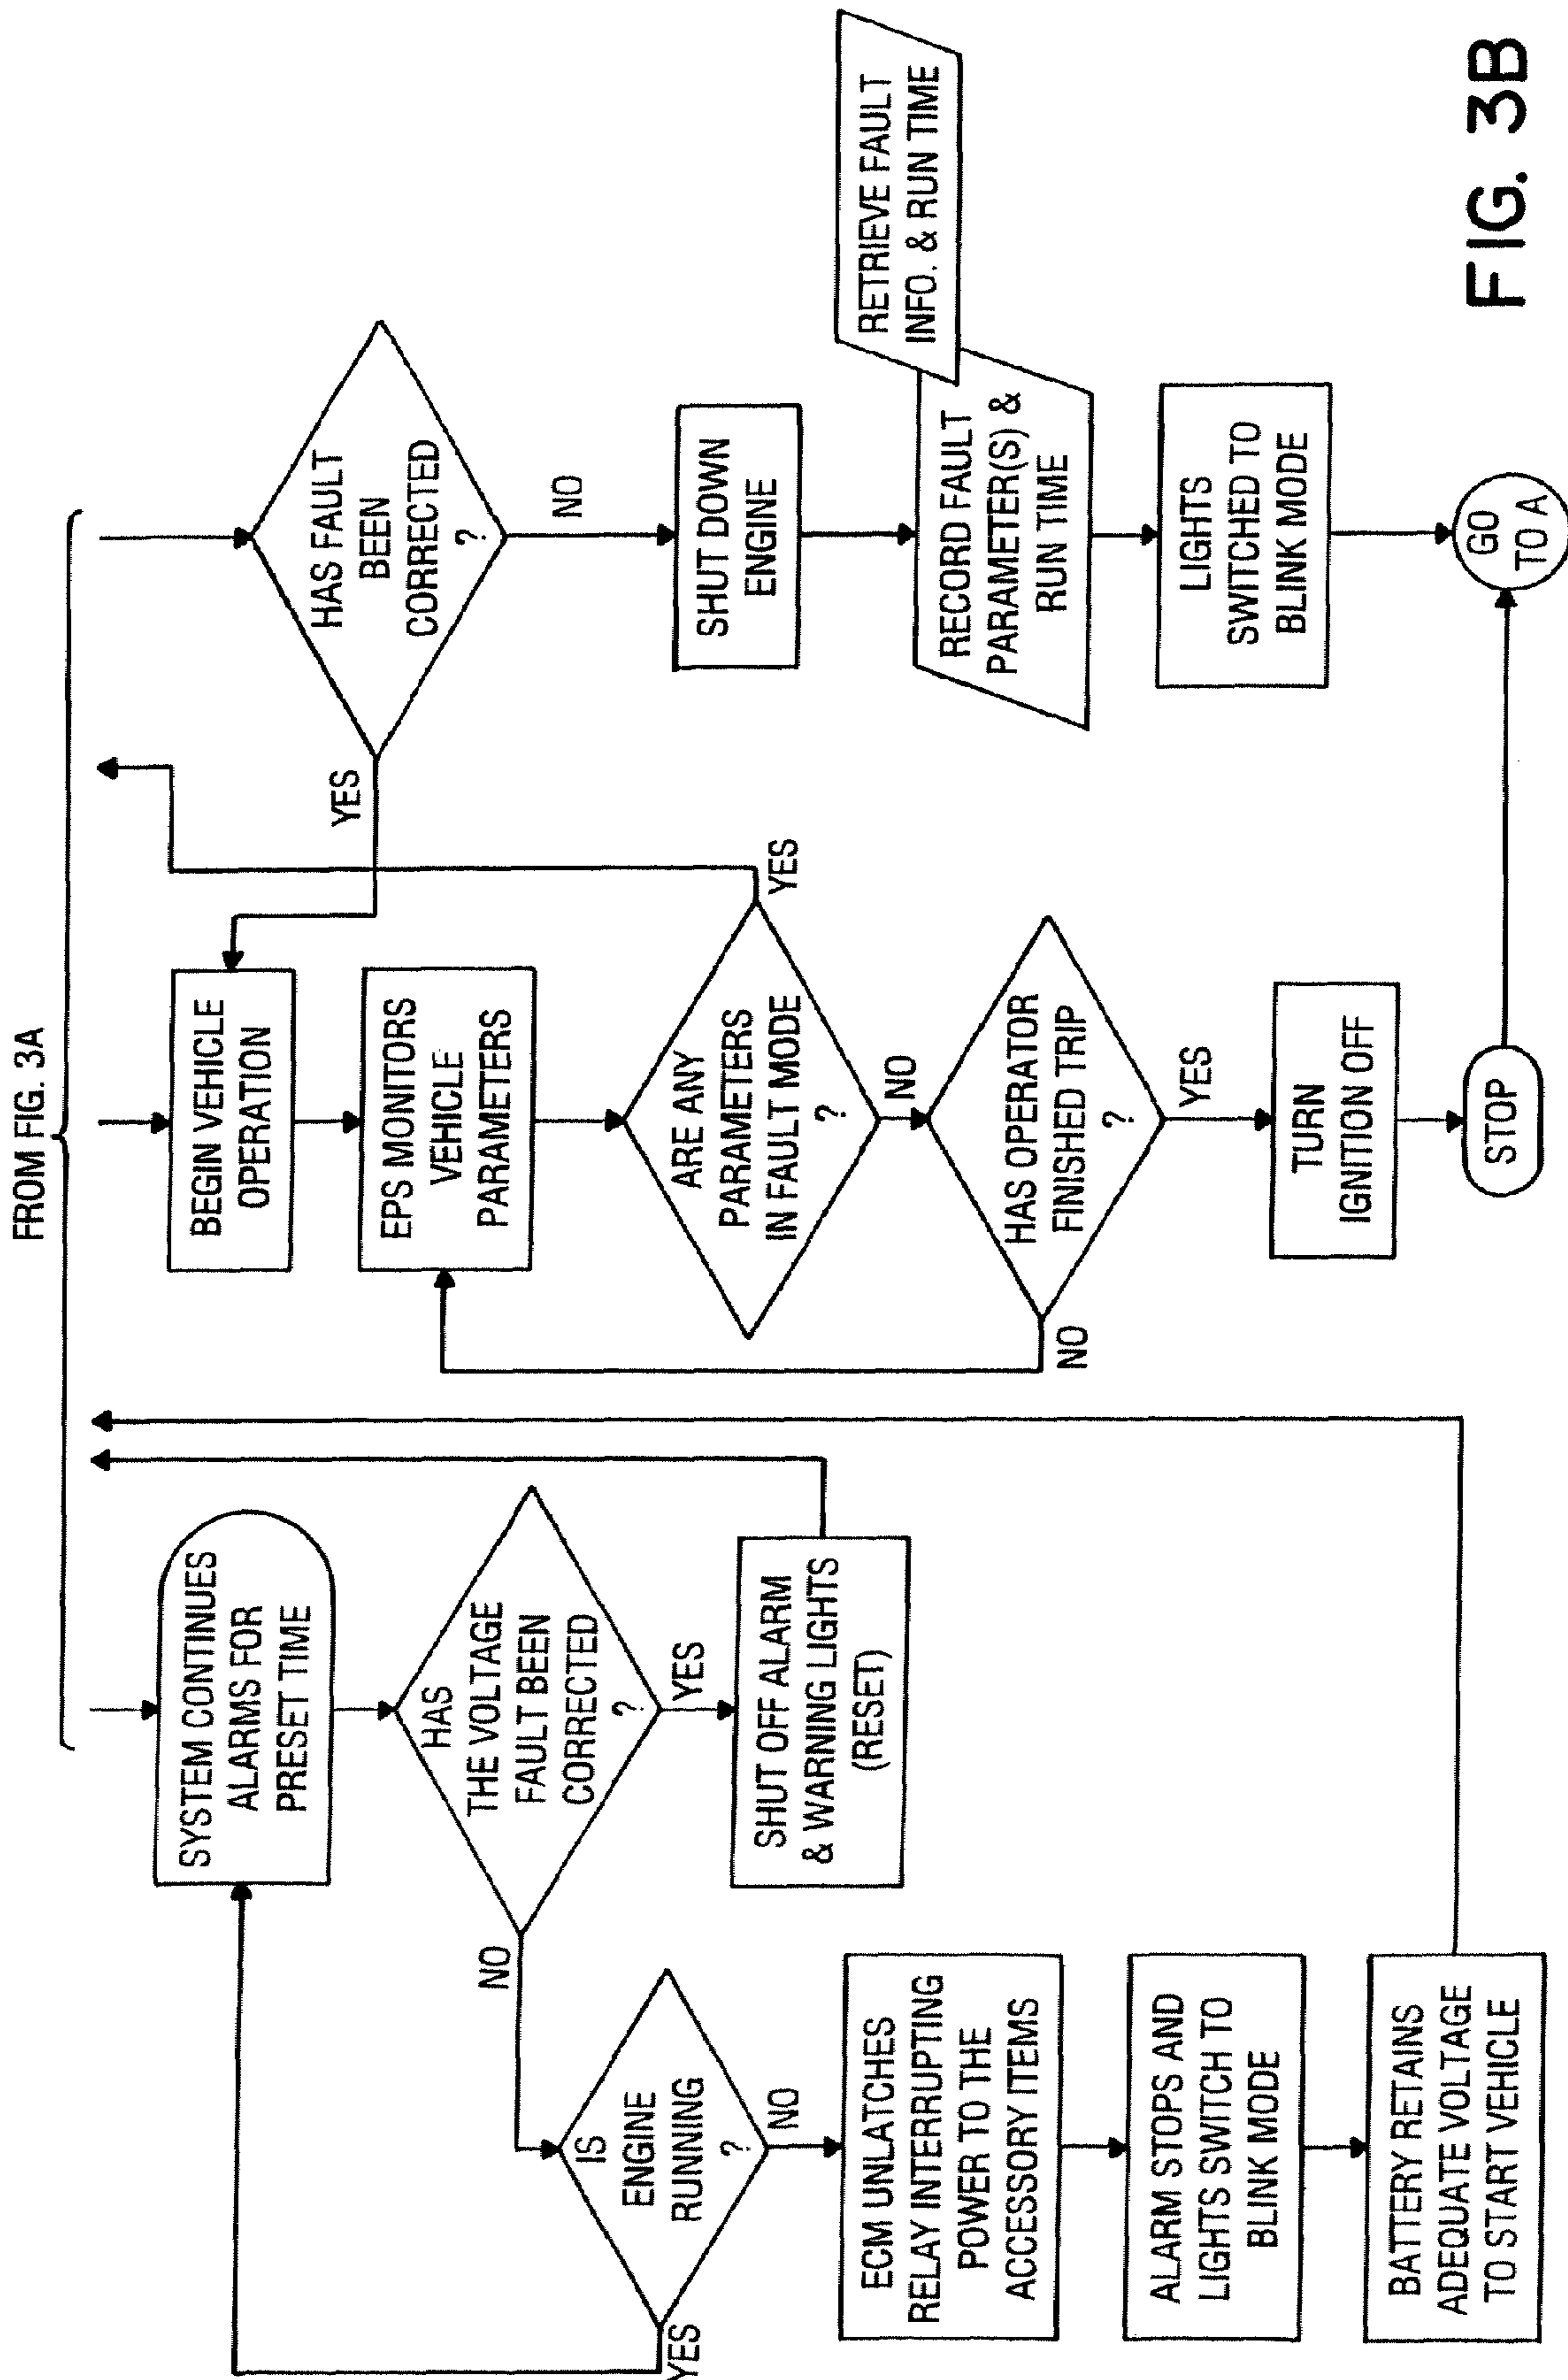 FROM FIG. 3A
SYSTEM CONTINUES
ALARMS FOR
PRESET TIME
HAS
THE VOLTAGE
FAULT BEEN
CORRECTED
?
NO
YES
SHUT OFF ALARM
& WARNING LIGHTS
(RESET)
IS
ENGINE
RUNNING
?
YES
NO
ECM UNLATCHES
RELAY INTERRUPTING
POWER TO THE
ACCESSORY ITEMS
ALARM STOPS AND
LIGHTS SWITCH TO
BLINK MODE
BATTERY RETAINS
ADEQUATE VOLTAGE
TO START VEHICLE
BEGIN VEHICLE
OPERATION
EPS MONITORS
VEHICLE
PARAMETERS
ARE ANY
PARAMETERS
IN FAULT MODE
?
YES
NO
HAS OPERATOR
FINISHED TRIP
?
NO
YES
TURN
IGNITION OFF
STOP
HAS FAULT
BEEN
CORRECTED
?
YES
NO
SHUT DOWN
ENGINE
RECORD FAULT
PARAMETER(S) &
RUN TIME
RETRIEVE FAULT
INFO. & RUN TIME
LIGHTS
SWITCHED TO
BLINK MODE
GO
TO A
FIG. 3B